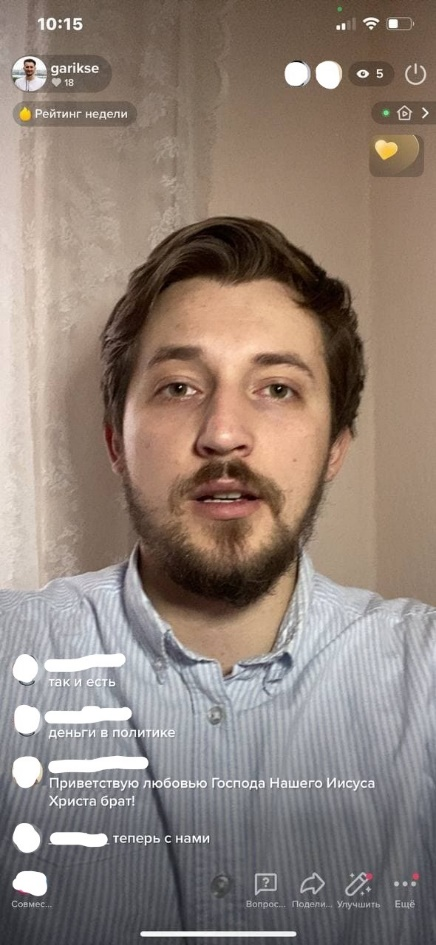 10:15
garikse
18
5
Рейтинг недели
так и есть
деньги в политике
Приветствую любовью Господа Нашего Иисуса
Христа брат!
теперь с нами
Совмес...
Вопрос...
Подели...
Улучшить
Ещё